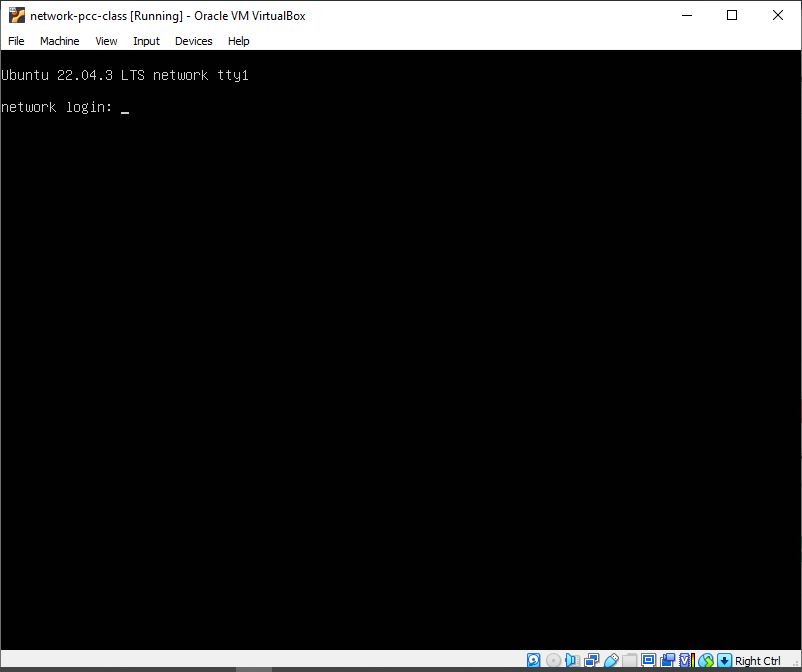 network-pcc-class [Running] - Oracle VM VirtualBox
File Machine View Input Devices Help
Ubuntu 22.04.3 LTS network tty1
network login: _
Right Ctrl